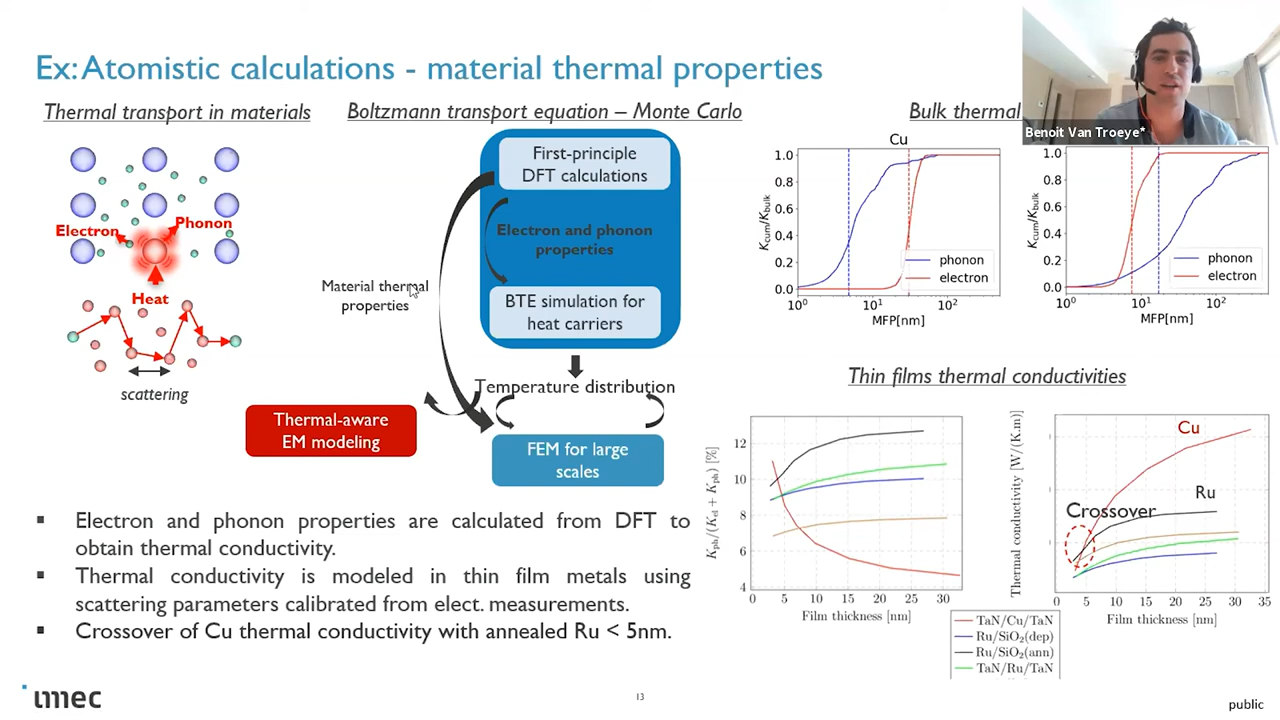 Ex: Atomistic calculations - material thermal properties
Benoit Van Troeye*
Thermal transport in materials
Electron
Phonon
Heat
scattering
Boltzmann transport equation – Monte Carlo
First-principle
DFT calculations
Electron and phonon
properties
Material thermal
properties
BTE simulation for
heat carriers
Temperature distribution
Thermal-aware
EM modeling
FEM for large
scales
Bulk thermal
Cu
Kcum/Kbulk
1.0
0.8
0.6
0.4
0.2
0.0
phonon
electron
10⁰
10¹
10²
MFP[nm]
Kcum/Kbulk
1.0
0.8
0.6
0.4
0.2
0.0
phonon
electron
10⁰
10¹
10²
MFP[nm]
Thin films thermal conductivities
Kph/(Kel + Kph) [%]
12
10
8
6
4
0 5 10 15 20 25 30
Film thickness [nm]
Thermal conductivity [W/(K.m)]
Cu
Ru
Crossover
0 5 10 15 20 25 30 35
Film thickness [nm]
TaN/Cu/TaN
Ru/SiO₂(dep)
Ru/SiO₂(ann)
TaN/Ru/TaN
▪ Electron and phonon properties are calculated from DFT to
obtain thermal conductivity.
▪ Thermal conductivity is modeled in thin film metals using
scattering parameters calibrated from elect. measurements.
▪ Crossover of Cu thermal conductivity with annealed Ru < 5nm.
imec
13
public